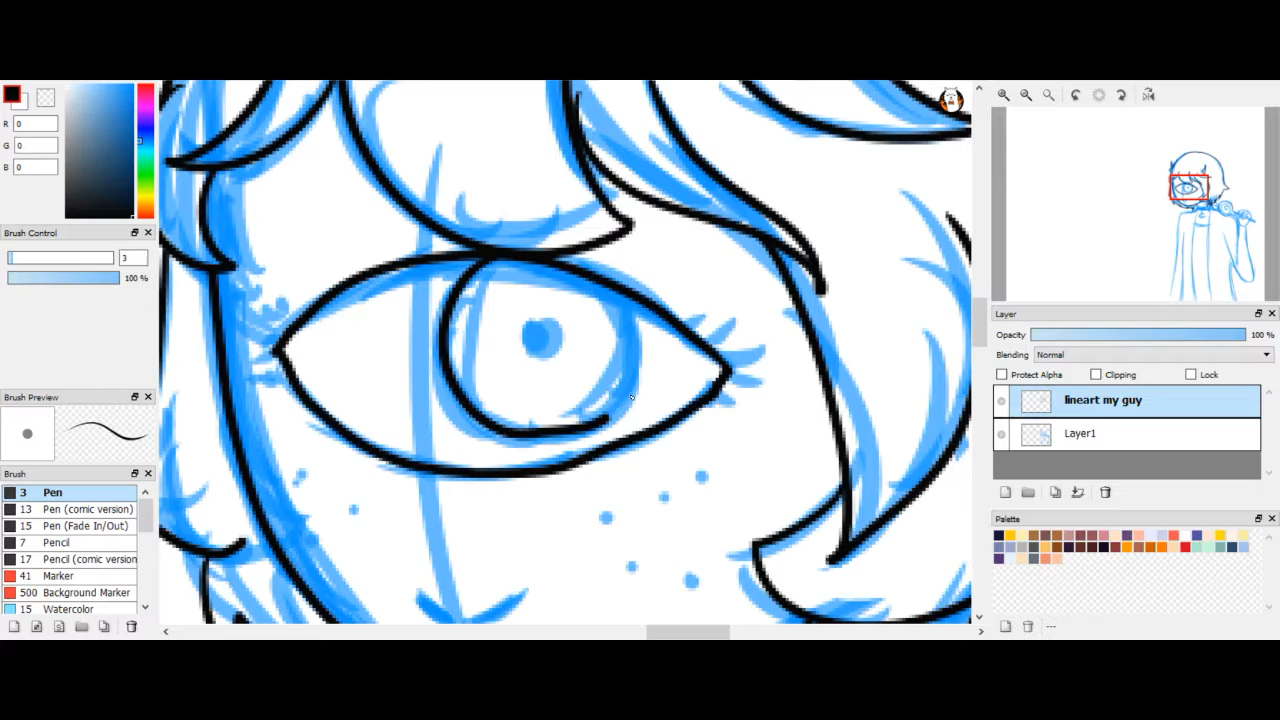 R 0
G 0
B 0
Brush Control
3
100 %
Brush Preview
Brush
3 Pen
13 Pen (comic version)
15 Pen (Fade In/Out)
7 Pencil
17 Pencil (comic version
41 Marker
500 Background Marker
15 Watercolor
Layer
Opacity 100 %
Blending Normal
Protect Alpha Clipping Lock
lineart my guy
Layer1
Palette
---